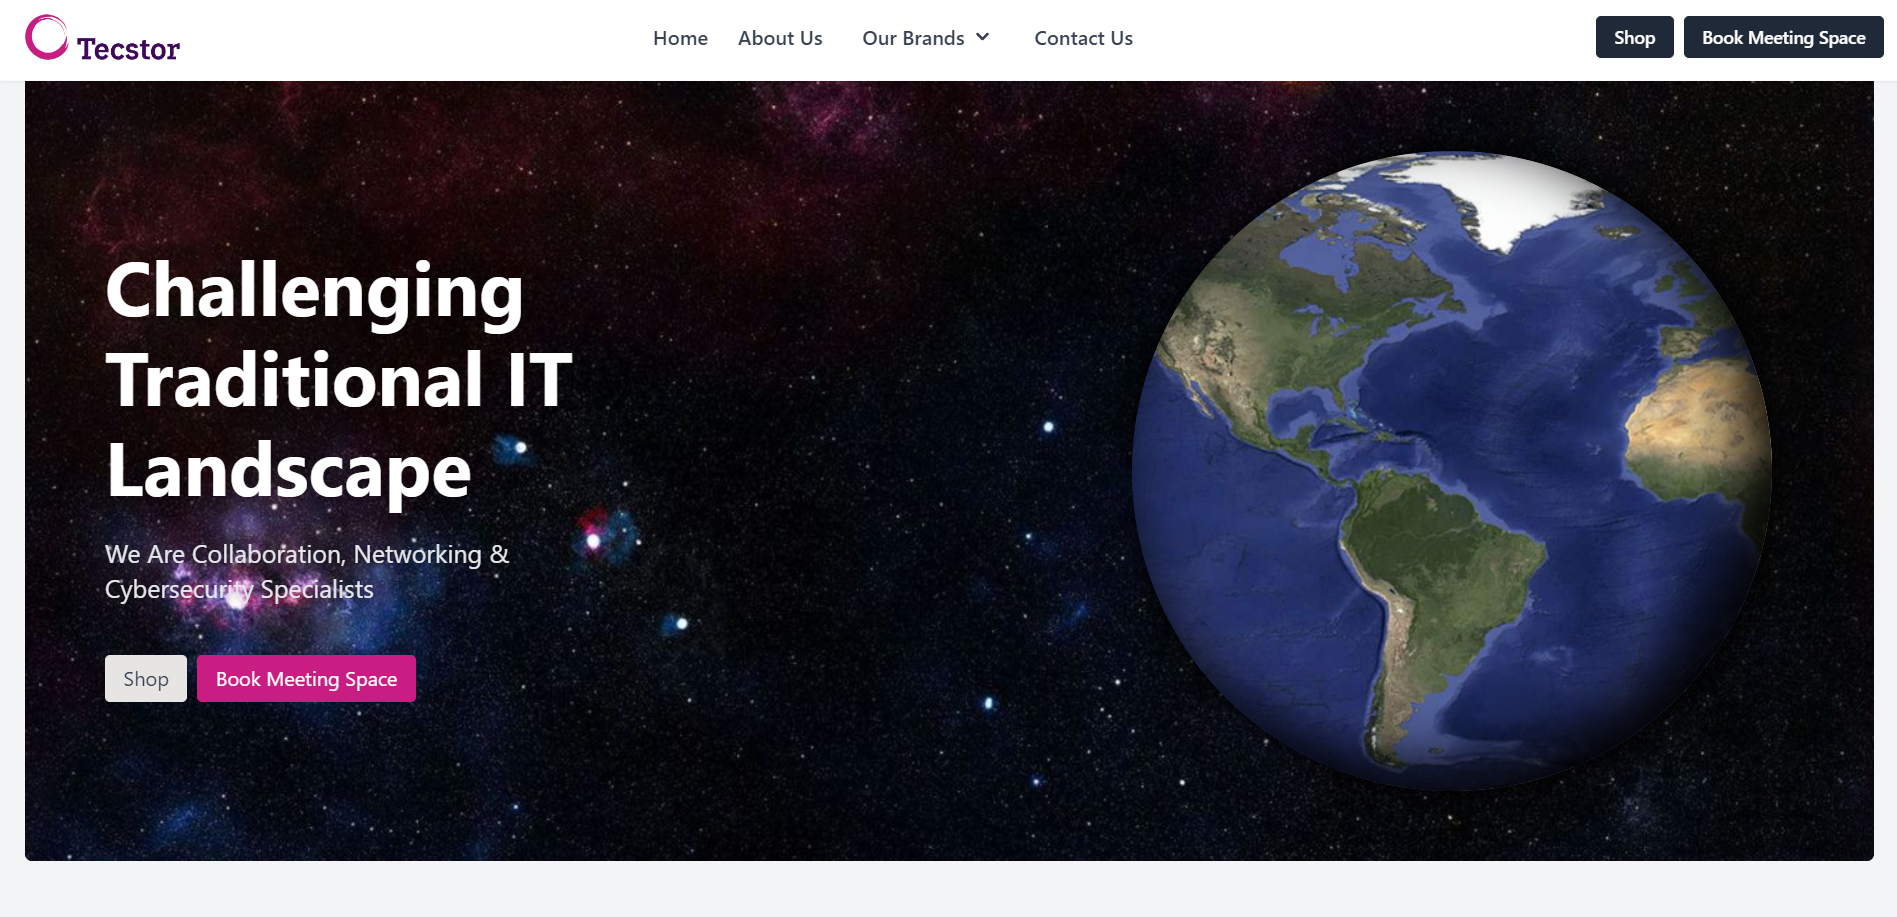 Tecstor
Home
About Us
Our Brands
Contact Us
Shop
Book Meeting Space
Challenging
Traditional IT
Landscape
We Are Collaboration, Networking &
Cybersecurity Specialists
Shop
Book Meeting Space